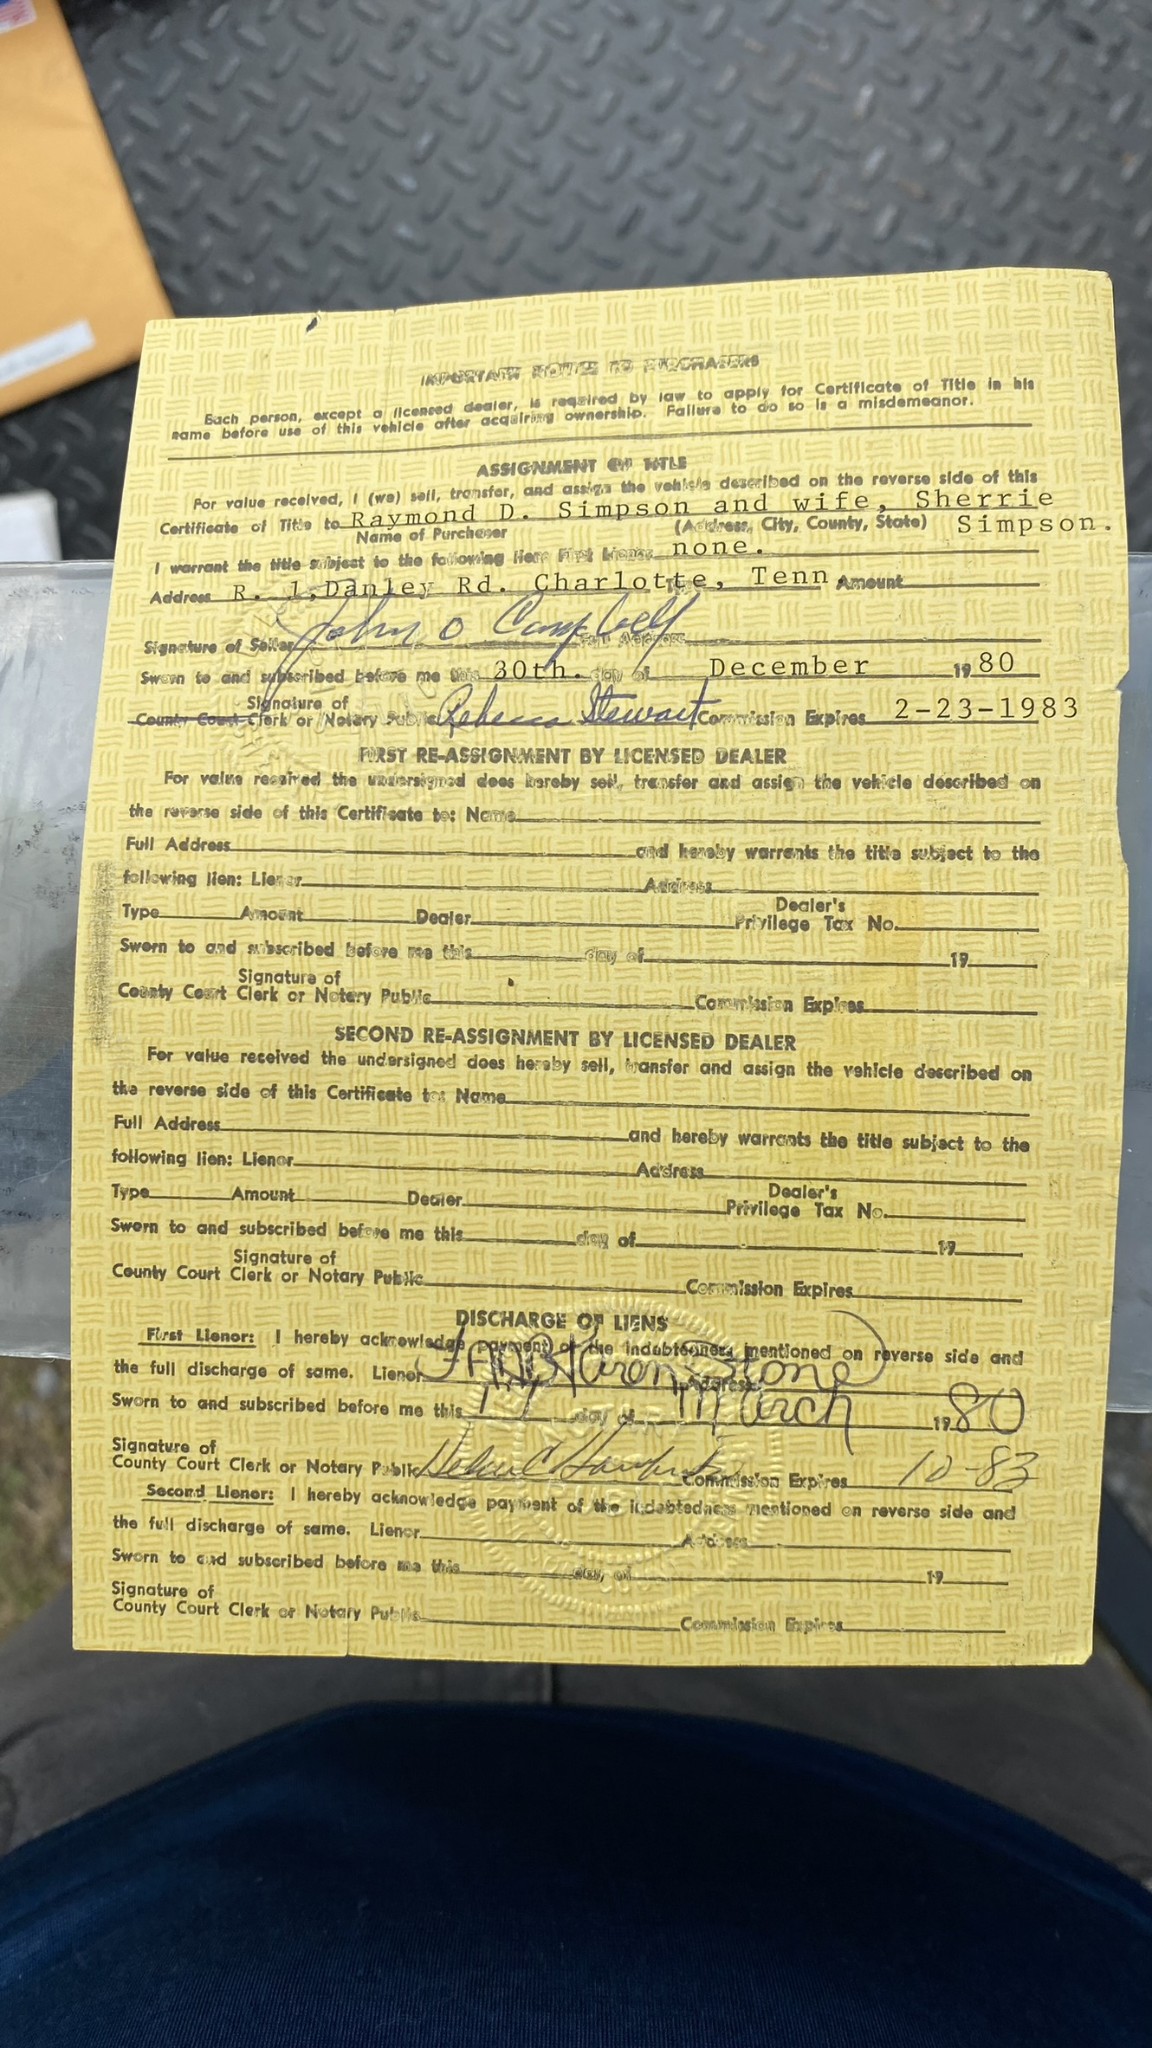 IMPORTANT NOTICE TO PURCHASERS
Each person, except a licensed dealer, is required by law to apply for Certificate of Title in his
name before use of this vehicle after acquiring ownership. Failure to do so is a misdemeanor.
ASSIGNMENT OF TITLE
For value received, I (we) sell, transfer, and assign the vehicle described on the reverse side of this
Certificate of Title to Raymond D. Simpson and wife, Sherrie
Name of Purchaser (Address, City, County, State) Simpson.
I warrant the title subject to the following liens First Lienor none.
Address R. 1,Danley Rd. Charlotte, Tenn Amount
Signature of Seller John O Campbell Full Address
Sworn to and subscribed before me this 30th. day of December 1980
Signature of
County Court Clerk or Notary Public Rebecca Stewart Commission Expires 2-23-1983
FIRST RE-ASSIGNMENT BY LICENSED DEALER
For value received the undersigned does hereby sell, transfer and assign the vehicle described on
the reverse side of this Certificate to: Name
Full Address and hereby warrants the title subject to the
following lien: Lienor Address
Type Amount Dealer Dealer's
Privilege Tax No.
Sworn to and subscribed before me this day of 19
Signature of
County Court Clerk or Notary Public Commission Expires
SECOND RE-ASSIGNMENT BY LICENSED DEALER
For value received the undersigned does hereby sell, transfer and assign the vehicle described on
the reverse side of this Certificate to: Name
Full Address and hereby warrants the title subject to the
following lien: Lienor Address
Type Amount Dealer Dealer's
Privilege Tax No.
Sworn to and subscribed before me this day of 19
Signature of
County Court Clerk or Notary Public Commission Expires
DISCHARGE OF LIENS
First Lienor: I hereby acknowledge payment of the indebtedness mentioned on reverse side and
the full discharge of same. Lienor Karen Stone Address
Sworn to and subscribed before me this day of March 1980
Signature of
County Court Clerk or Notary Public Commission Expires 10-83
Second Lienor: I hereby acknowledge payment of the indebtedness mentioned on reverse side and
the full discharge of same. Lienor Address
Sworn to and subscribed before me this day of 19
Signature of
County Court Clerk or Notary Public Commission Expires